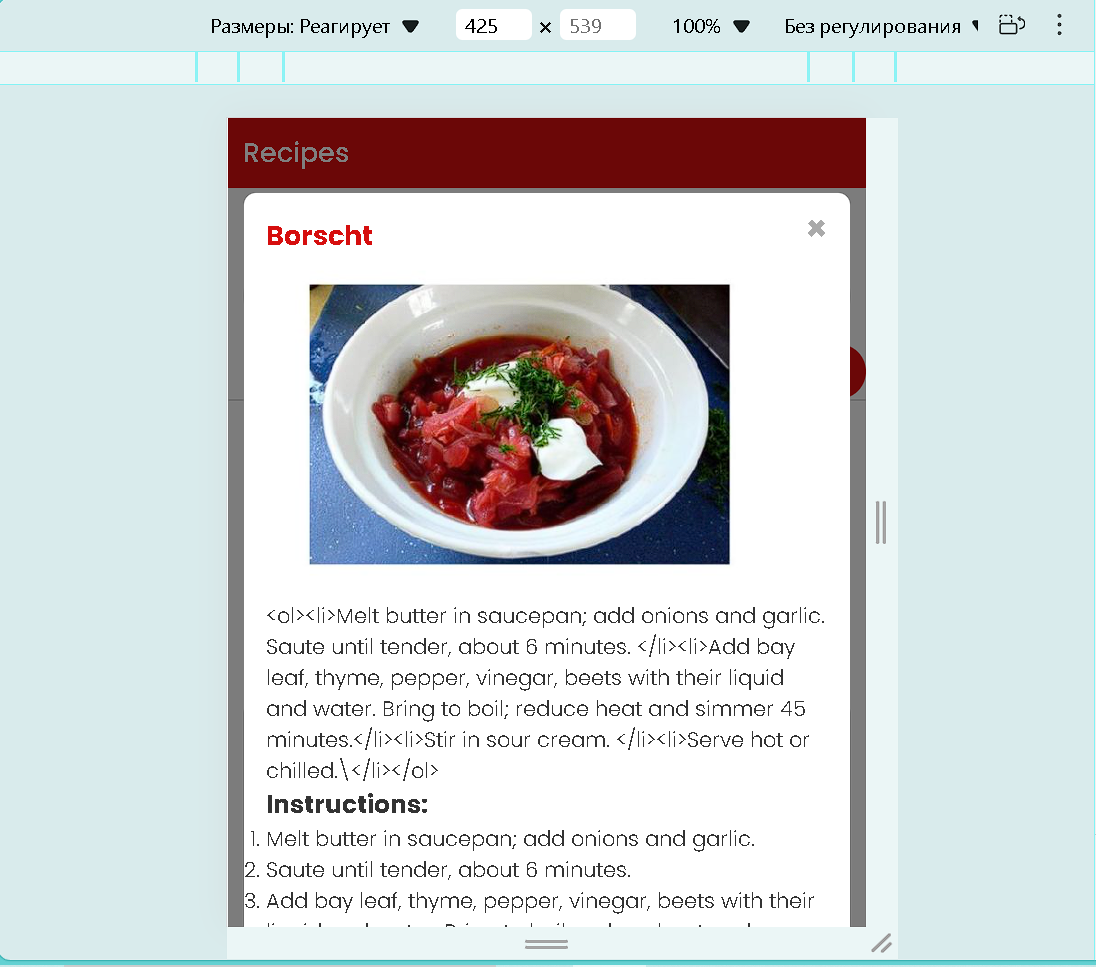 Размеры: Реагирует 425 × 539 100% Без регулирования
Recipes
Borscht
<ol><li>Melt butter in saucepan; add onions and garlic.
Saute until tender, about 6 minutes. </li><li>Add bay
leaf, thyme, pepper, vinegar, beets with their liquid
and water. Bring to boil; reduce heat and simmer 45
minutes.</li><li>Stir in sour cream. </li><li>Serve hot or
chilled.\</li></ol>
Instructions:
1. Melt butter in saucepan; add onions and garlic.
2. Saute until tender, about 6 minutes.
3. Add bay leaf, thyme, pepper, vinegar, beets with their